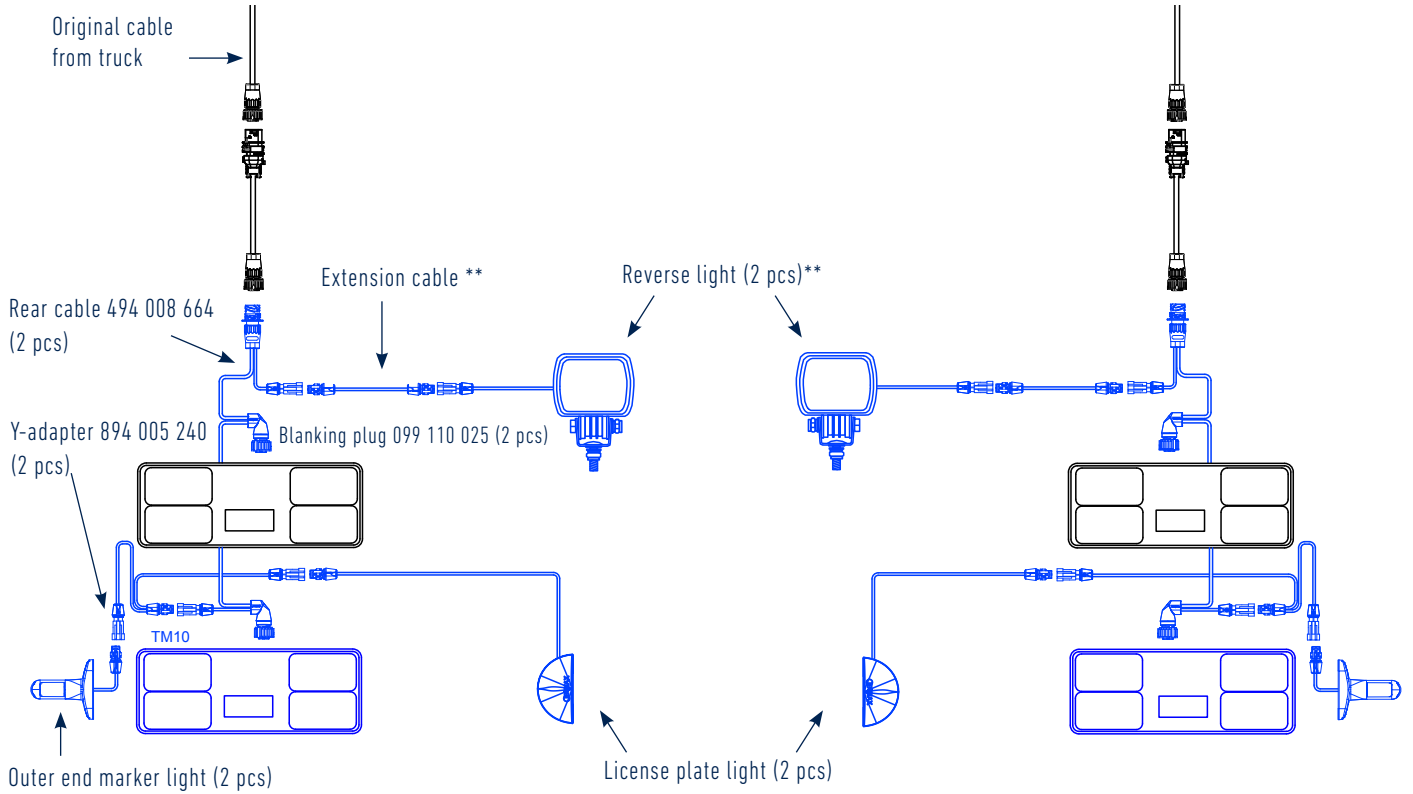 Original cable
from truck
Extension cable **
Reverse light (2 pcs)**
Rear cable 494 008 664
(2 pcs)
Y-adapter 894 005 240
(2 pcs)
Blanking plug 099 110 025 (2 pcs)
TM10
Outer end marker light (2 pcs)
License plate light (2 pcs)